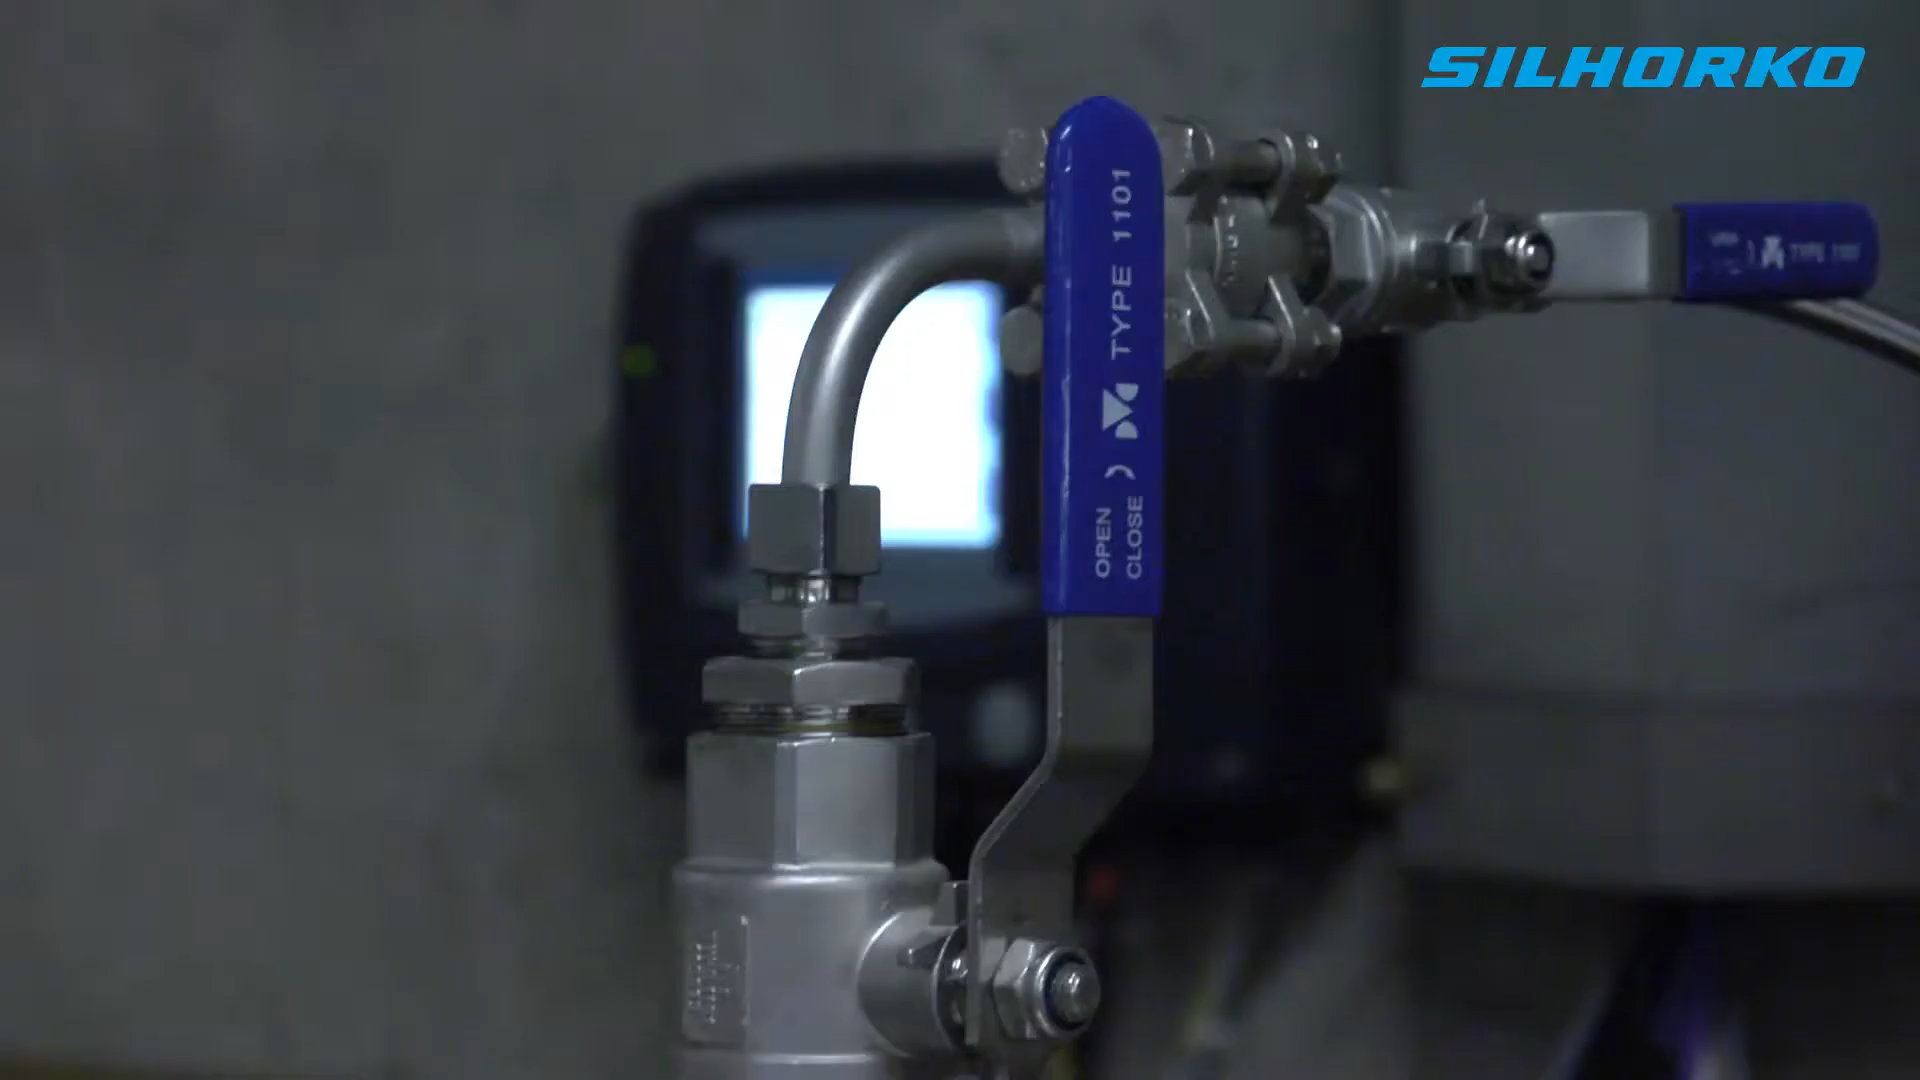 SILHORKO
TYPE 1101
OPEN
CLOSE
TYPE 1101